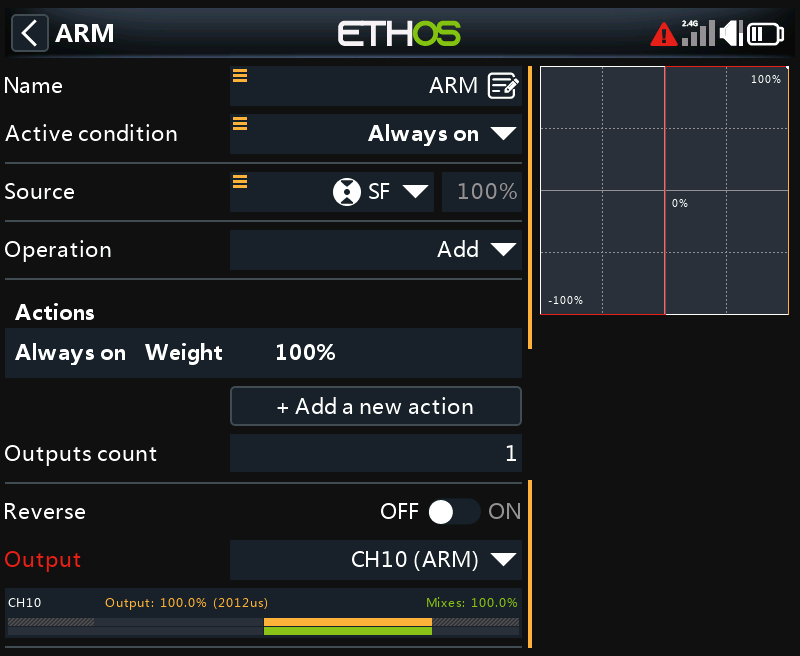 ARM
ETHOS
2.4G
Name
ARM
Active condition
Always on
Source
SF
100%
Operation
Add
Actions
Always on Weight 100%
+ Add a new action
Outputs count
1
Reverse
OFF ON
Output
CH10 (ARM)
CH10 Output: 100.0% (2012us) Mixes: 100.0%
100%
0%
-100%